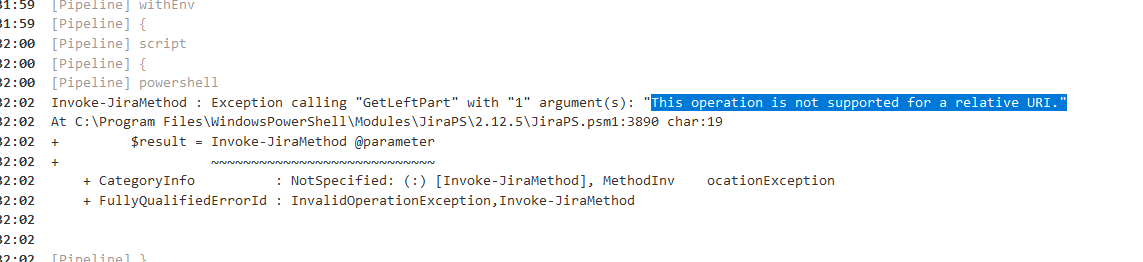 31:59 [Pipeline] withEnv
31:59 [Pipeline] {
32:00 [Pipeline] script
32:00 [Pipeline] {
32:00 [Pipeline] powershell
32:02 Invoke-JiraMethod : Exception calling "GetLeftPart" with "1" argument(s): "This operation is not supported for a relative URI."
32:02 At C:\Program Files\WindowsPowerShell\Modules\JiraPS\2.12.5\JiraPS.psm1:3890 char:19
32:02 +         $result = Invoke-JiraMethod @parameter
32:02 +                   ~~~~~~~~~~~~~~~~~~~~~~~~~~~~
32:02     + CategoryInfo          : NotSpecified: (:) [Invoke-JiraMethod], MethodInv    ocationException
32:02     + FullyQualifiedErrorId : InvalidOperationException,Invoke-JiraMethod
32:02
32:02
32:02 [Pipeline] }